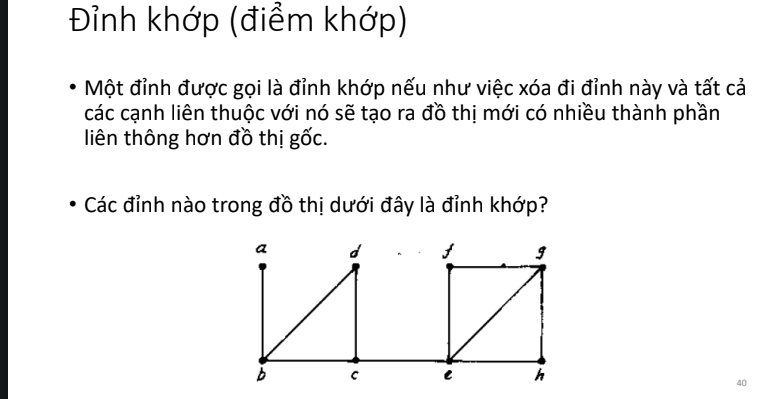 Đỉnh khớp (điểm khớp)
• Một đỉnh được gọi là đỉnh khớp nếu như việc xóa đi đỉnh này và tất cả
các cạnh liên thuộc với nó sẽ tạo ra đồ thị mới có nhiều thành phần
liên thông hơn đồ thị gốc.
• Các đỉnh nào trong đồ thị dưới đây là đỉnh khớp?
a d f g
b c e h
40